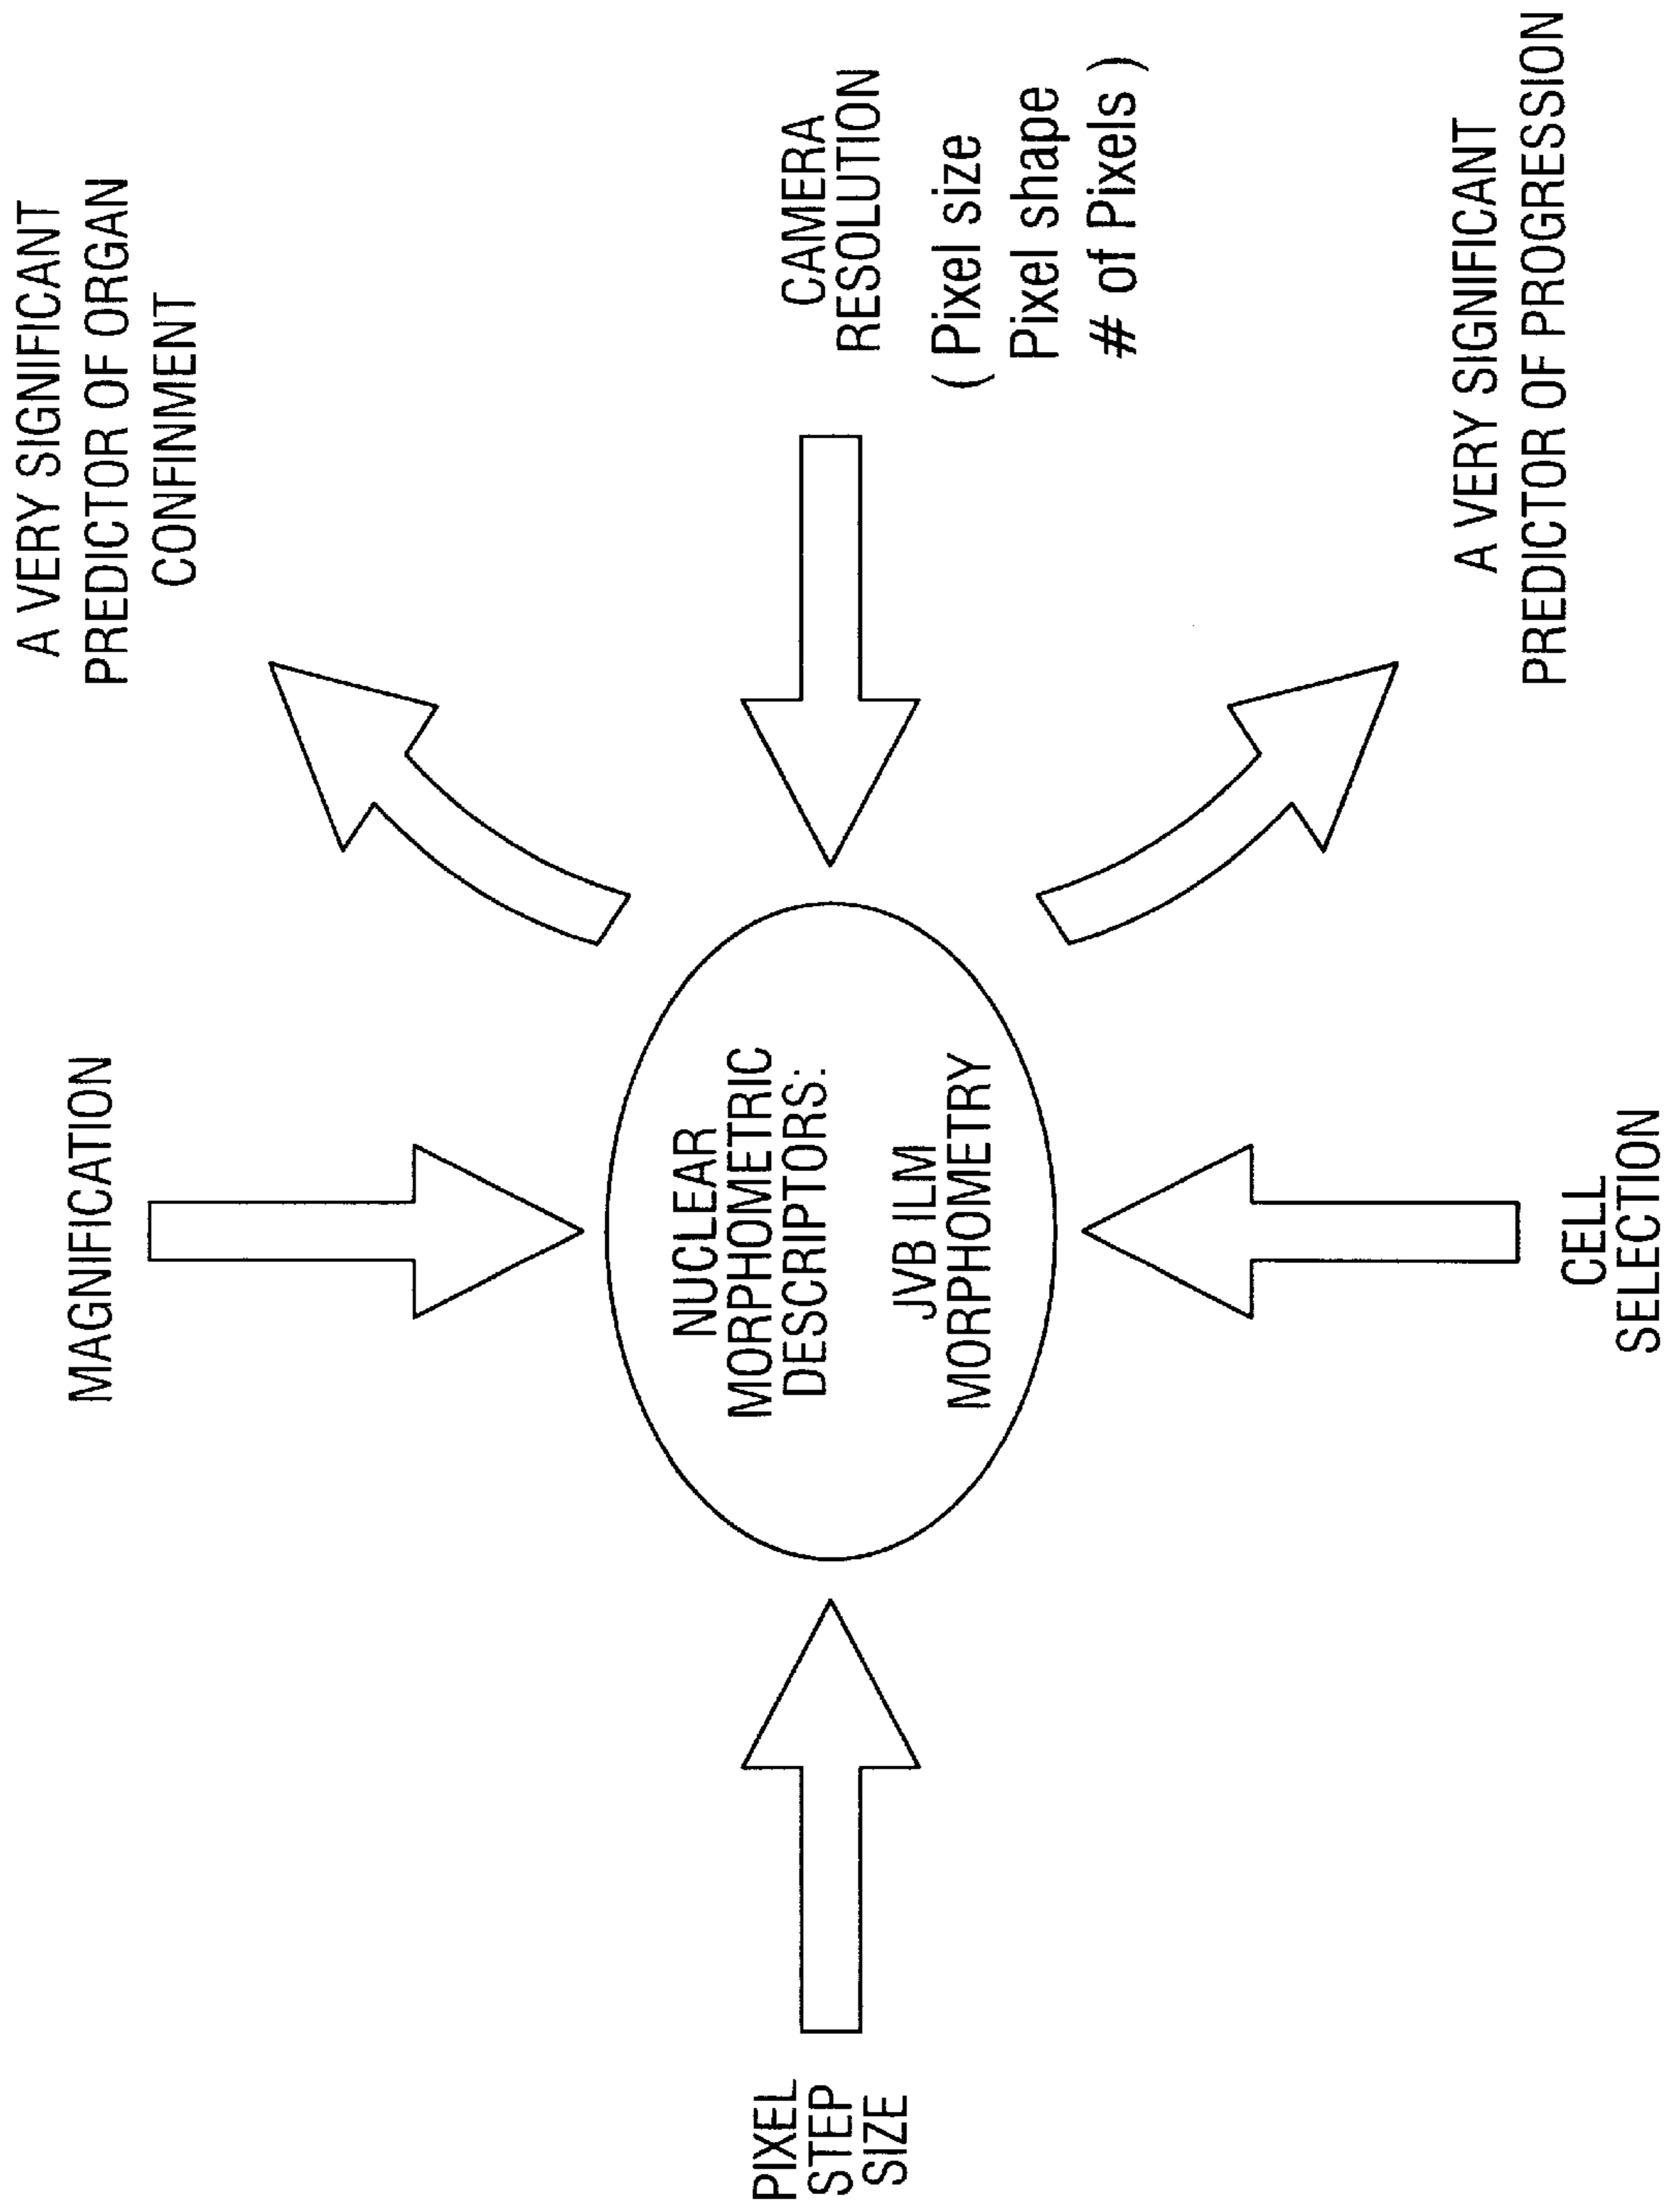 MAGNIFICATION
A VERY SIGNIFICANT
PREDICTOR OF ORGAN
CONFINMENT
PIXEL
STEP
SIZE
NUCLEAR
MORPHOMETRIC
DESCRIPTORS:
JVB ILM
MORPHOMETRY
CAMERA
RESOLUTION
( Pixel size
Pixel shape
# of Pixels )
CELL
SELECTION
A VERY SIGNIFICANT
PREDICTOR OF PROGRESSION